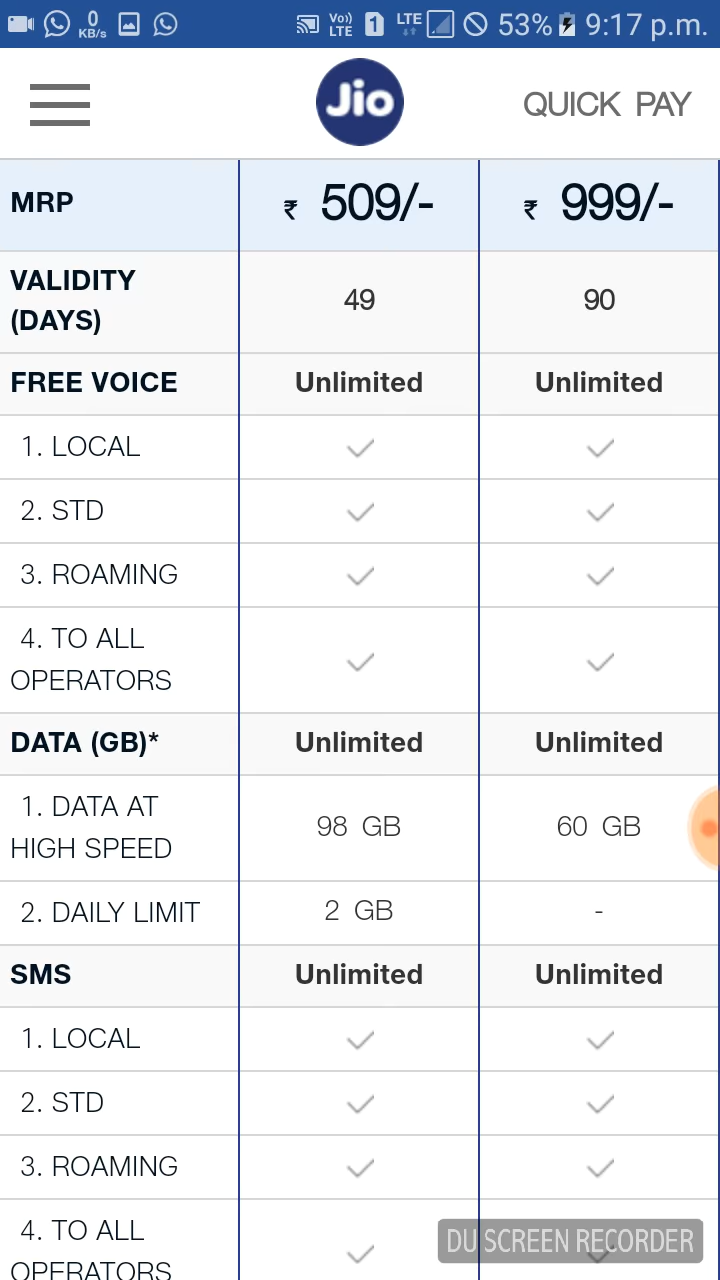 0
KB/s
Vo))
LTE
1
LTE
53%
9:17 p.m.
Jio
QUICK PAY
MRP ₹ 509/- ₹ 999/-
VALIDITY
(DAYS) 49 90
FREE VOICE Unlimited Unlimited
1. LOCAL
2. STD
3. ROAMING
4. TO ALL
OPERATORS
DATA (GB)* Unlimited Unlimited
1. DATA AT
HIGH SPEED 98 GB 60 GB
2. DAILY LIMIT 2 GB -
SMS Unlimited Unlimited
1. LOCAL
2. STD
3. ROAMING
4. TO ALL
OPERATORS
DU SCREEN RECORDER